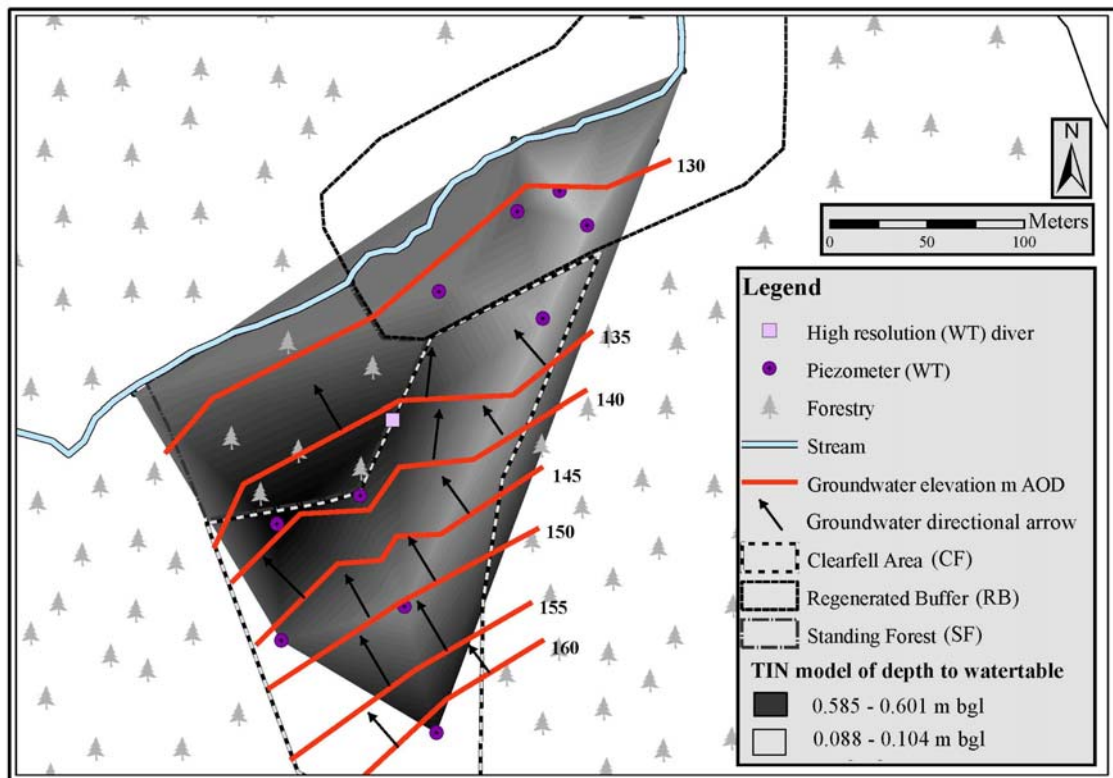 130
135
140
145
150
155
160
N
Meters
0 50 100
Legend
High resolution (WT) diver
Piezometer (WT)
Forestry
Stream
Groundwater elevation m AOD
Groundwater directional arrow
Clearfell Area (CF)
Regenerated Buffer (RB)
Standing Forest (SF)
TIN model of depth to watertable
0.585 - 0.601 m bgl
0.088 - 0.104 m bgl